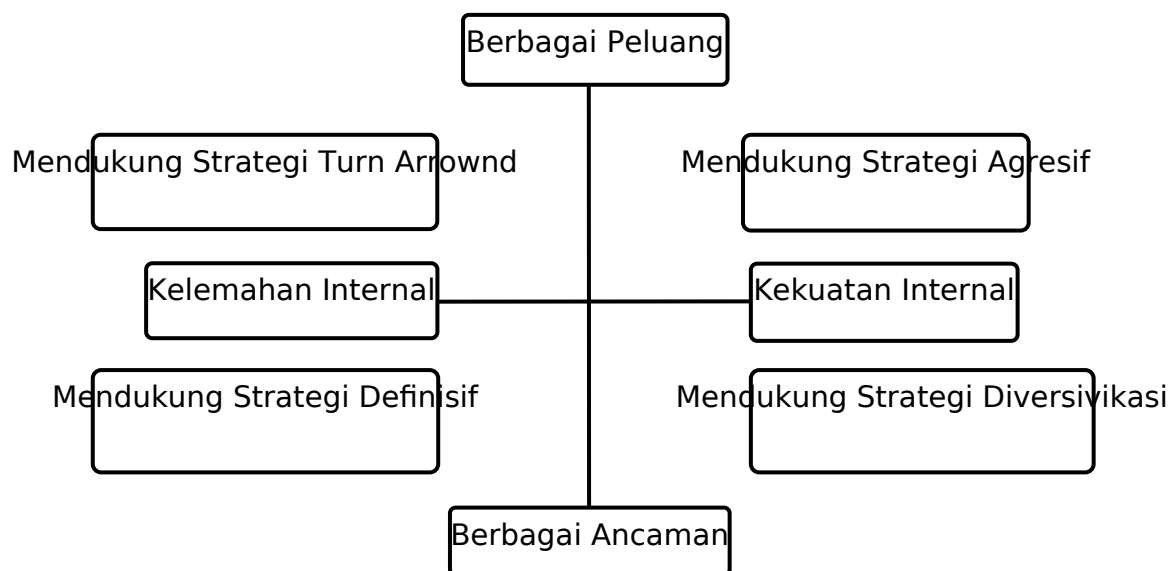 Berbagai Peluang
Mendukung Strategi Turn Arrownd
Mendukung Strategi Agresif
Kelemahan Internal
Kekuatan Internal
Mendukung Strategi Definisif
Mendukung Strategi Diversivikasi
Berbagai Ancaman